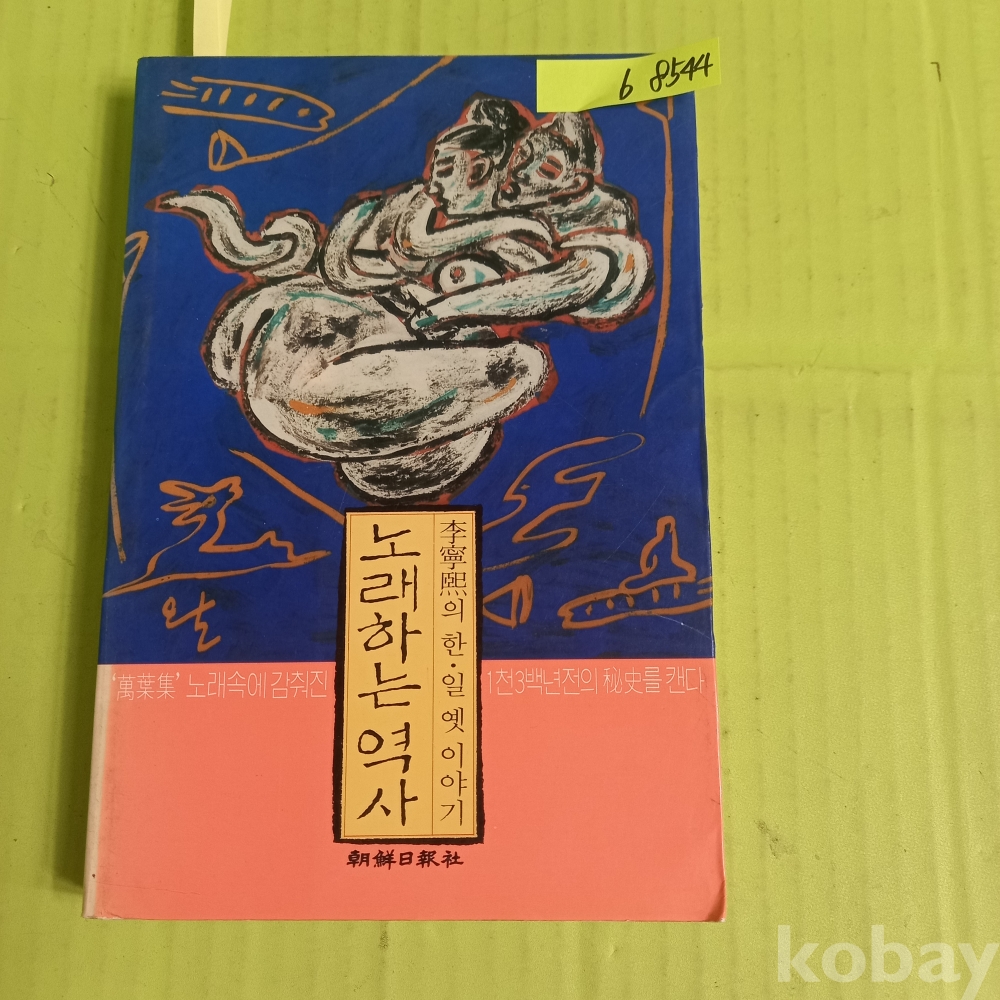 6 8544
李寧熙의 한·일 옛 이야기
노래하는 역사
'萬葉集' 노래속에 감춰진
1천3백년전의 秘史를 캔다
朝鮮日報社
kobay